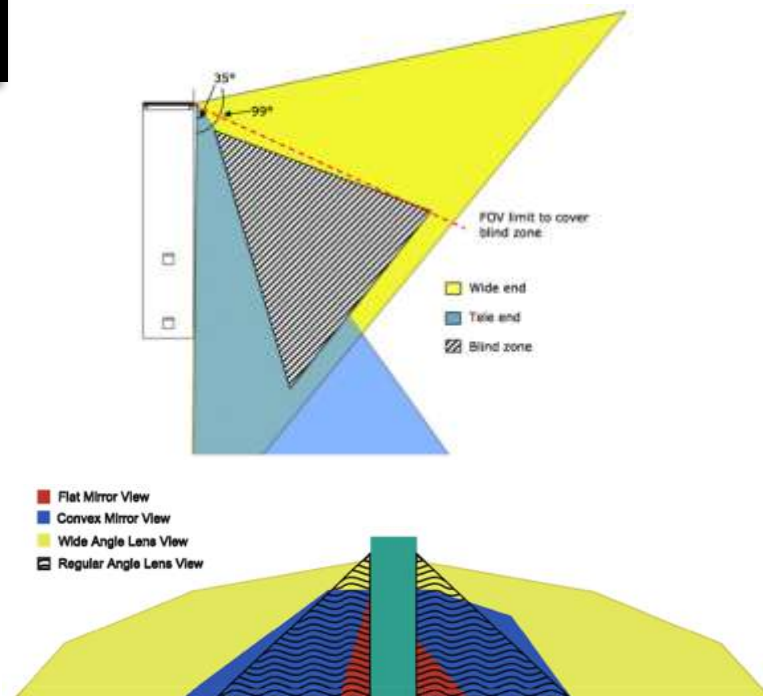 35°
99°
FOV limit to cover
blind zone
Wide end
Tele end
Blind zone
Flat Mirror View
Convex Mirror View
Wide Angle Lens View
Regular Angle Lens View